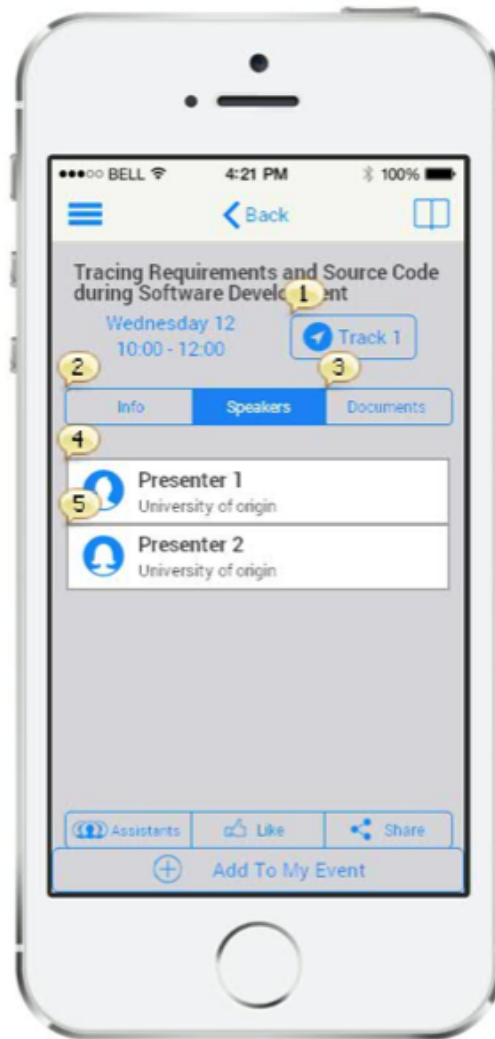 ●●●○○ BELL 4:21 PM 100%
Back
Tracing Requirements and Source Code
during Software Development
1
Wednesday 12
10:00 - 12:00
Track 1
2
3
Info Speakers Documents
4
Presenter 1
University of origin
5
Presenter 2
University of origin
Assistants Like Share
Add To My Event